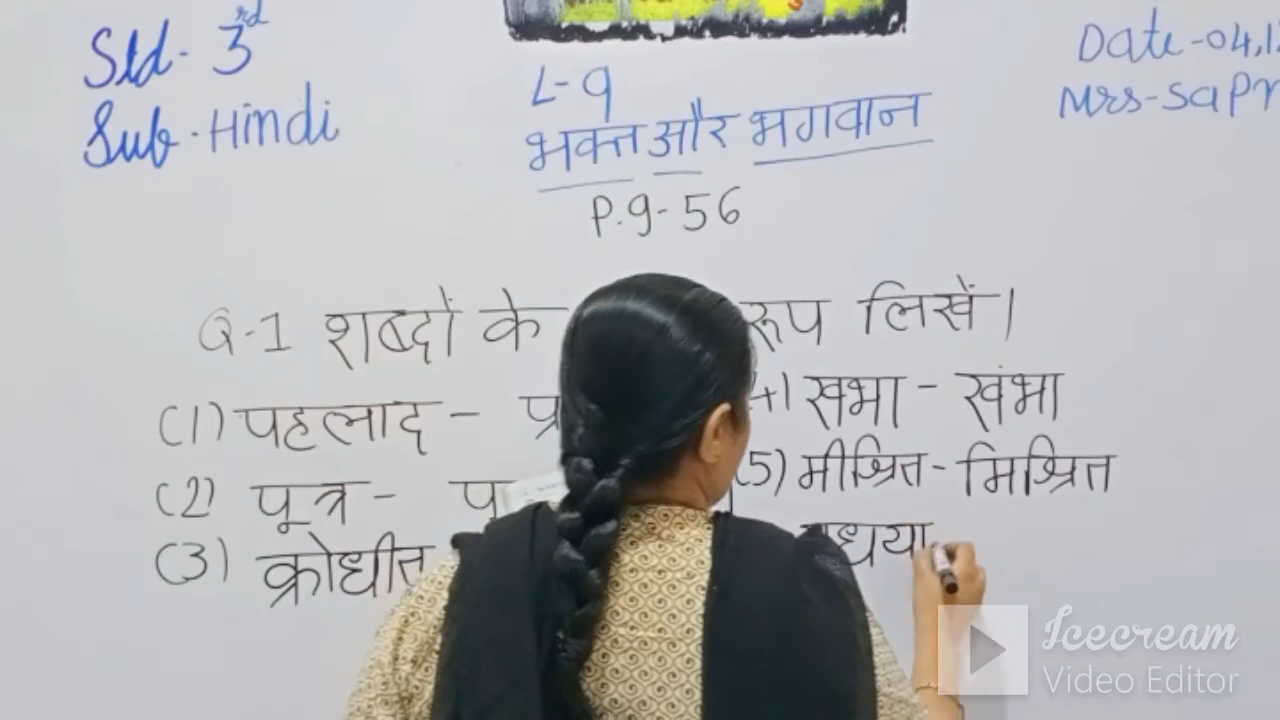 Std- 3rd
Sub- Hindi
L-9
भक्त और भगवान
P.g-56
Date-04,1
Mrs-sapr
Q-1 शब्दों के रूप लिखें।
(1) पहलाद - प्र
(2) पूत्र - पु
(3) क्रोधीत
4) खभा - खंभा
(5) मीश्रित - मिश्रित
धया
Icecream
Video Editor